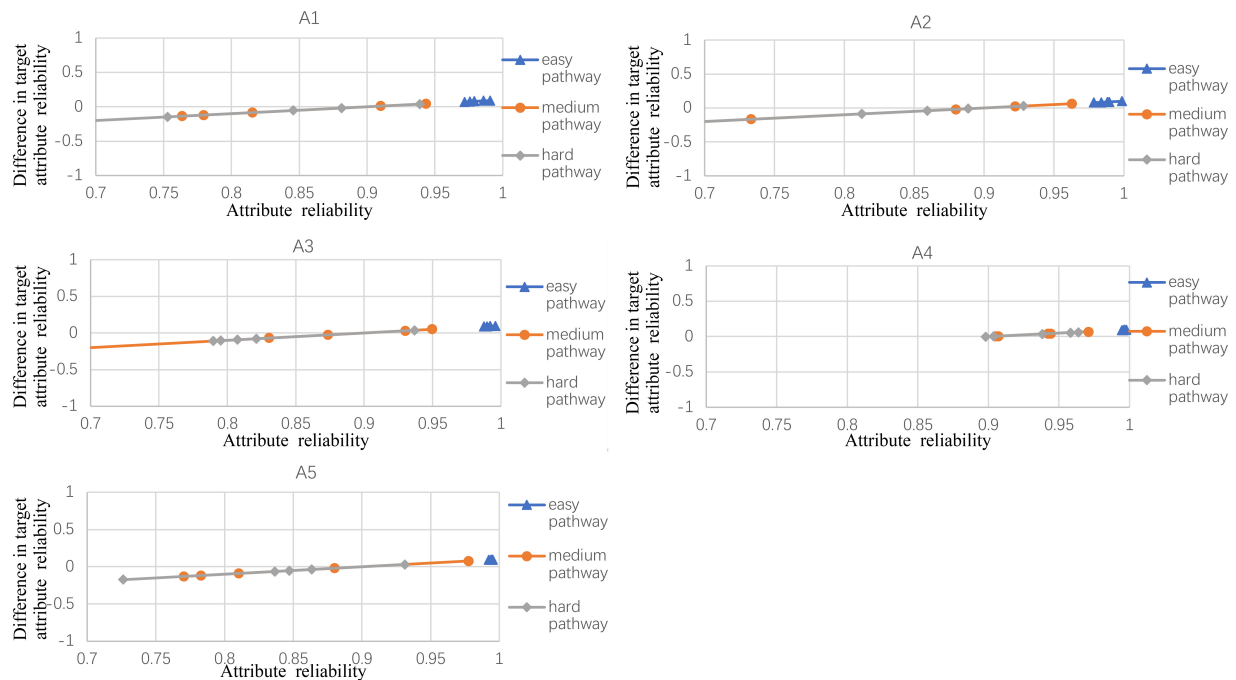 A1
Difference in target
attribute reliability
1
0.5
0
-0.5
-1
0.7
0.75
0.8
0.85
0.9
0.95
1
Attribute reliability
easy
pathway
medium
pathway
hard
pathway
A2
Difference in target
attribute reliability
1
0.5
0
-0.5
-1
0.7
0.75
0.8
0.85
0.9
0.95
1
Attribute reliability
easy
pathway
medium
pathway
hard
pathway
A3
Difference in target
attribute reliability
1
0.5
0
-0.5
-1
0.7
0.75
0.8
0.85
0.9
0.95
1
Attribute reliability
easy
pathway
medium
pathway
hard
pathway
A4
Difference in target
attribute reliability
1
0.5
0
-0.5
-1
0.7
0.75
0.8
0.85
0.9
0.95
1
Attribute reliability
easy
pathway
medium
pathway
hard
pathway
A5
Difference in target
attribute reliability
1
0.5
0
-0.5
-1
0.7
0.75
0.8
0.85
0.9
0.95
1
Attribute reliability
easy
pathway
medium
pathway
hard
pathway